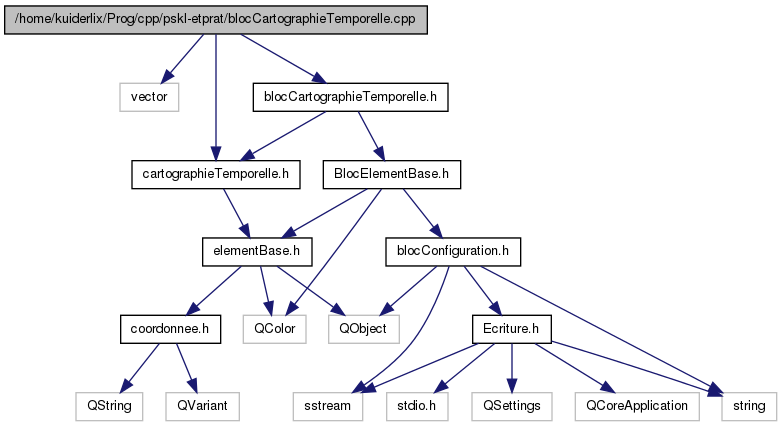 /home/kuiderlix/Prog/cpp/pskl-etprat/blocCartographieTemporelle.cpp
vector
blocCartographieTemporelle.h
cartographieTemporelle.h
BlocElementBase.h
elementBase.h
blocConfiguration.h
coordonnee.h
QColor
QObject
Ecriture.h
QString
QVariant
sstream
stdio.h
QSettings
QCoreApplication
string